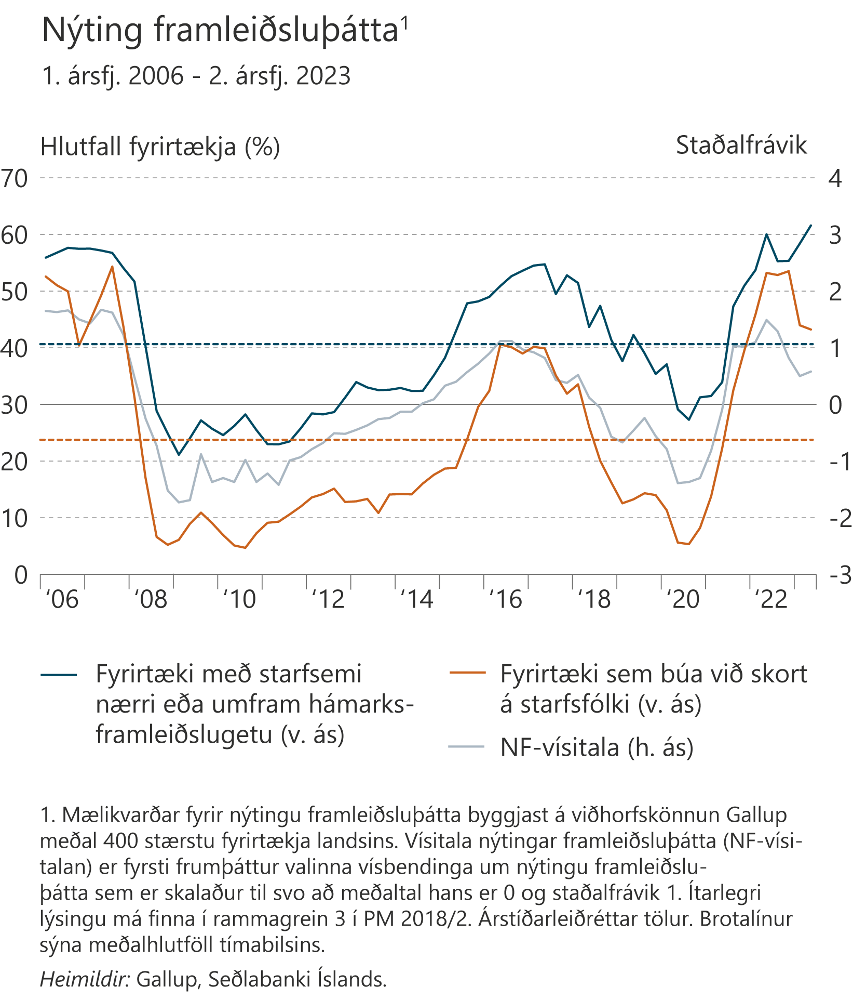 Nýting framleiðsluþátta¹
1. ársfj. 2006 - 2. ársfj. 2023
Hlutfall fyrirtækja (%)
Staðalfrávik
70
60
50
40
30
20
10
0
4
3
2
1
0
-1
-2
-3
‘06 ‘08 ‘10 ‘12 ‘14 ‘16 ‘18 ‘20 ‘22
Fyrirtæki með starfsemi
nærri eða umfram hámarks-
framleiðslugetu (v. ás)
Fyrirtæki sem búa við skort
á starfsfólki (v. ás)
NF-vísitala (h. ás)
1. Mælikvarðar fyrir nýtingu framleiðsluþátta byggjast á viðhorfskönnun Gallup
meðal 400 stærstu fyrirtækja landsins. Vísitala nýtingar framleiðsluþátta (NF-vísi-
talan) er fyrsti frumþáttur valinna vísbendinga um nýtingu framleiðslu-
þátta sem er skalaður til svo að meðaltal hans er 0 og staðalfrávik 1. Ítarlegri
lýsingu má finna í rammagrein 3 í PM 2018/2. Árstíðarleiðréttar tölur. Brotalínur
sýna meðalhlutföll tímabilsins.
Heimildir: Gallup, Seðlabanki Íslands.